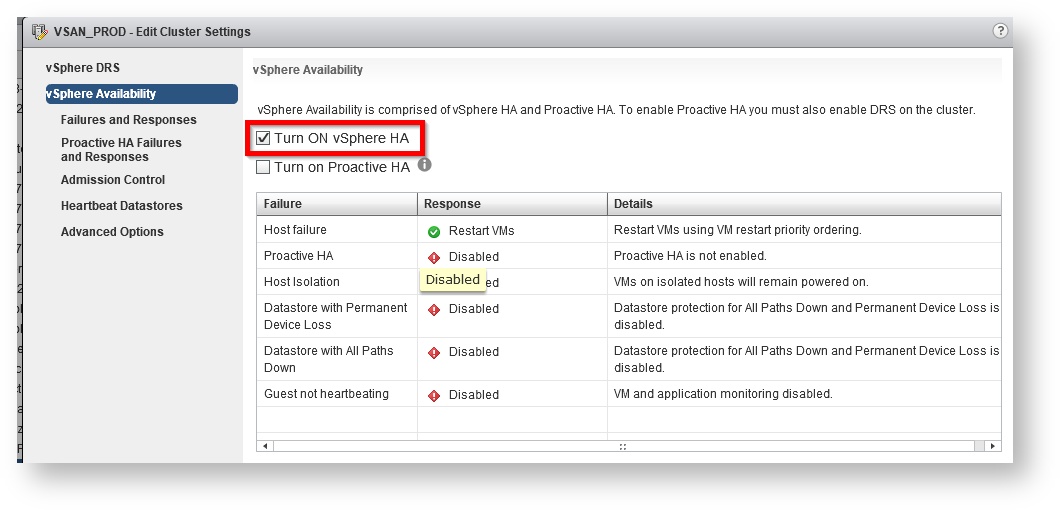 VSAN_PROD - Edit Cluster Settings
?
vSphere DRS
vSphere Availability
Failures and Responses
Proactive HA Failures
and Responses
Admission Control
Heartbeat Datastores
Advanced Options
vSphere Availability
vSphere Availability is comprised of vSphere HA and Proactive HA. To enable Proactive HA you must also enable DRS on the cluster.
Turn ON vSphere HA
Turn on Proactive HA
Failure Response Details
Host failure Restart VMs Restart VMs using VM restart priority ordering.
Proactive HA Disabled Proactive HA is not enabled.
Disabled
Host Isolation ed VMs on isolated hosts will remain powered on.
Datastore with Permanent Disabled Datastore protection for All Paths Down and Permanent Device Loss is
Device Loss disabled.
Datastore with All Paths Disabled Datastore protection for All Paths Down and Permanent Device Loss is
Down disabled.
Guest not heartbeating Disabled VM and application monitoring disabled.